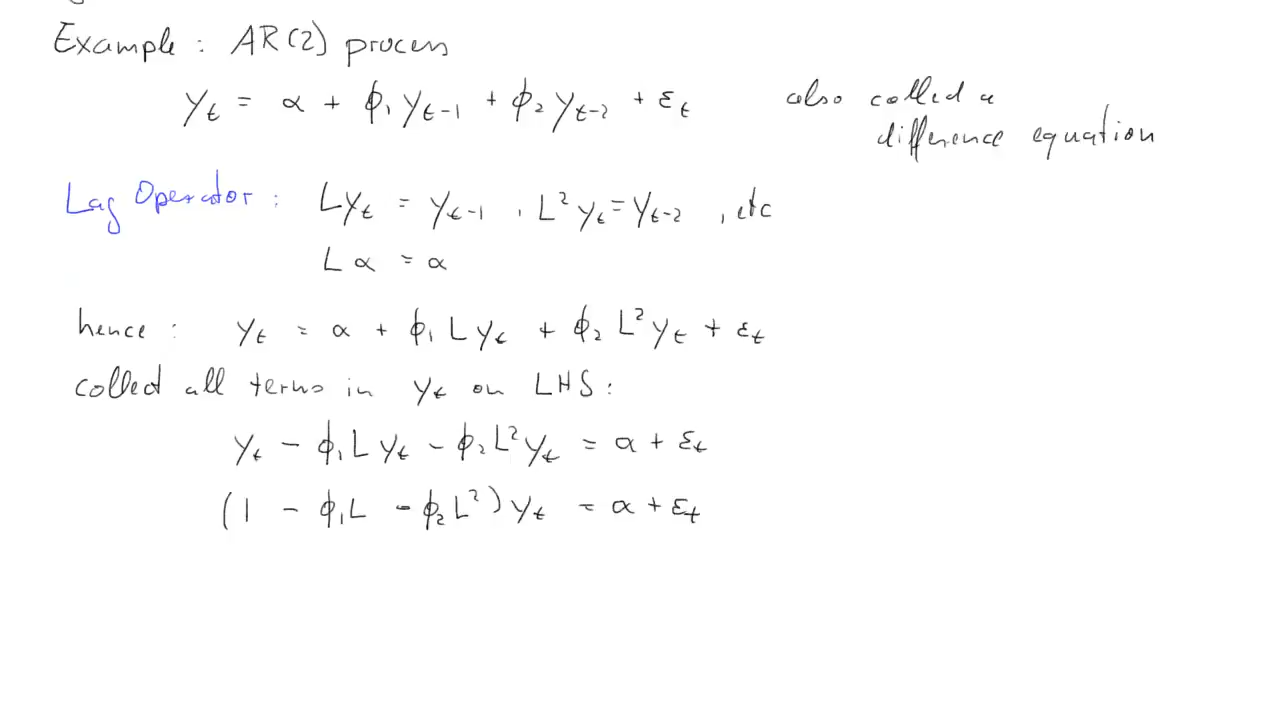 Example : AR(2) process
yₜ = α + ϕ₁ yₜ₋₁ + ϕ₂ yₜ₋₂ + εₜ also called a
difference equation
Lag Operator : Lyₜ = yₜ₋₁ , L² yₜ = yₜ₋₂ , etc
L α = α
hence : yₜ = α + ϕ₁ L yₜ + ϕ₂ L² yₜ + εₜ
collect all terms in yₜ on LHS :
yₜ − ϕ₁ L yₜ − ϕ₂ L² yₜ = α + εₜ
(1 − ϕ₁ L − ϕ₂ L²) yₜ = α + εₜ